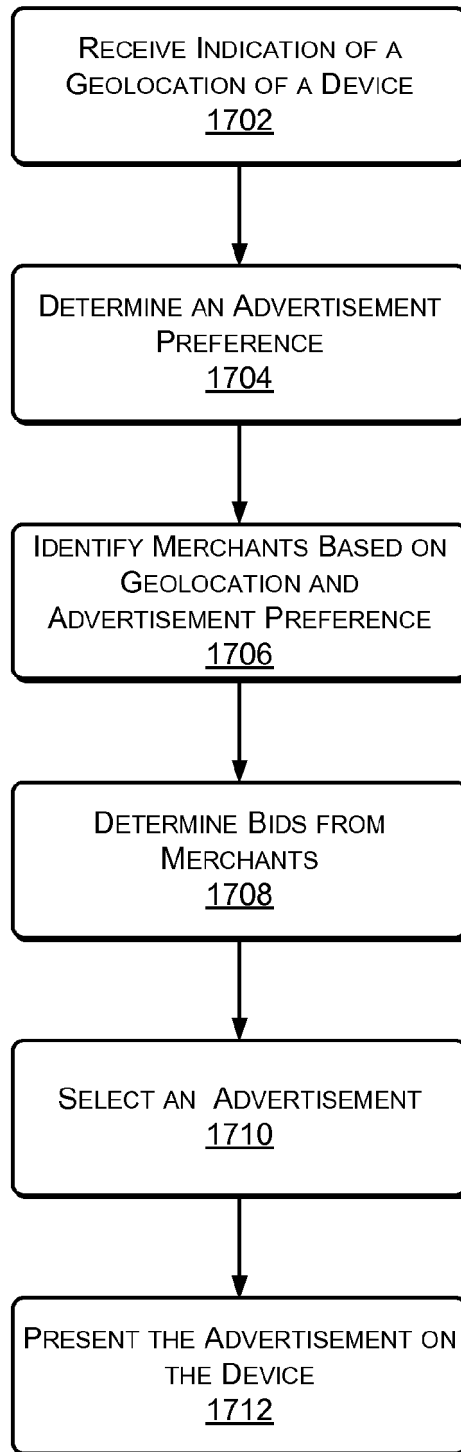 RECEIVE INDICATION OF A
GEOLOCATION OF A DEVICE
1702
DETERMINE AN ADVERTISEMENT
PREFERENCE
1704
IDENTIFY MERCHANTS BASED ON
GEOLOCATION AND
ADVERTISEMENT PREFERENCE
1706
DETERMINE BIDS FROM
MERCHANTS
1708
SELECT AN ADVERTISEMENT
1710
PRESENT THE ADVERTISEMENT ON
THE DEVICE
1712